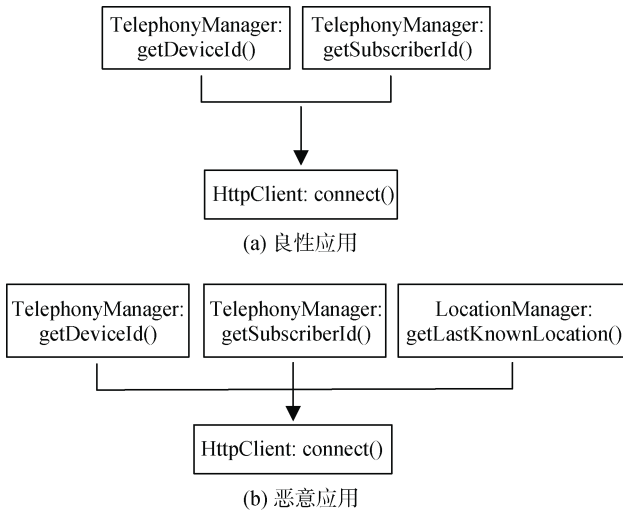 TelephonyManager:
getDeviceId()
TelephonyManager:
getSubscriberId()
HttpClient: connect()
(a) 良性应用
TelephonyManager:
getDeviceId()
TelephonyManager:
getSubscriberId()
LocationManager:
getLastKnownLocation()
HttpClient: connect()
(b) 恶意应用